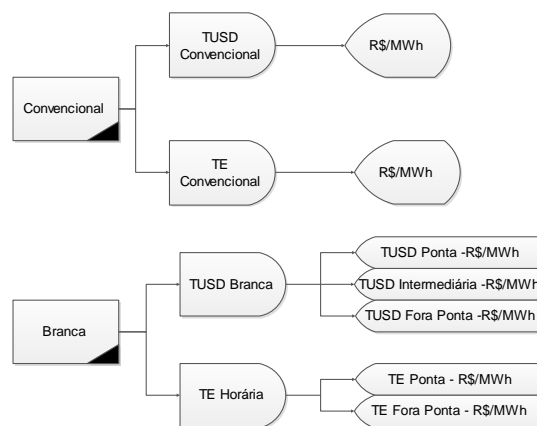 TUSD
Convencional
R$/MWh
Convencional
TE
Convencional
R$/MWh
TUSD Ponta -R$/MWh
TUSD Branca
TUSD Intermediária -R$/MWh
TUSD Fora Ponta -R$/MWh
Branca
TE Horária
TE Ponta - R$/MWh
TE Fora Ponta - R$/MWh